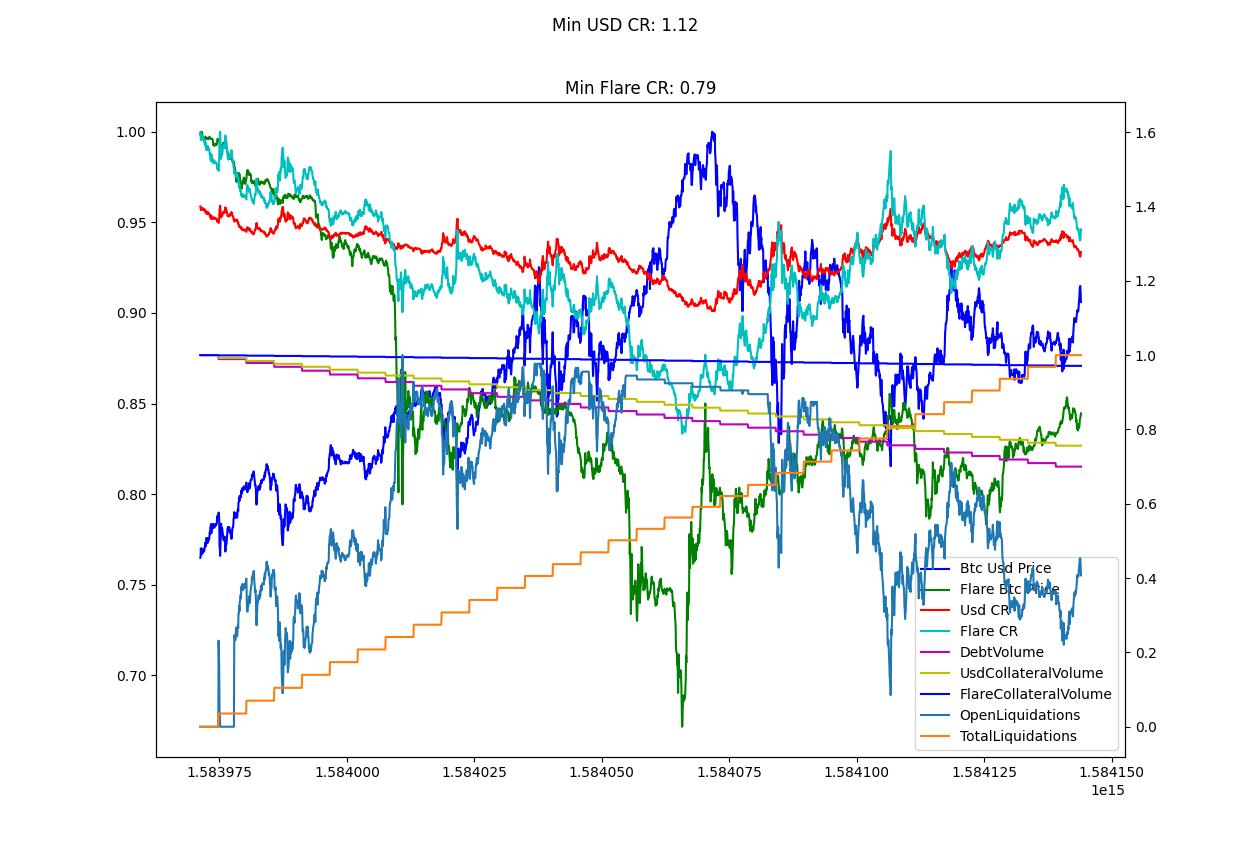 Min USD CR: 1.12
Min Flare CR: 0.79
1.00
0.95
0.90
0.85
0.80
0.75
0.70
1.6
1.4
1.2
1.0
0.8
0.6
0.4
0.2
0.0
Btc Usd Price
Flare Btc Price
Usd CR
Flare CR
DebtVolume
UsdCollateralVolume
FlareCollateralVolume
OpenLiquidations
TotalLiquidations
1.583975
1.584000
1.584025
1.584050
1.584075
1.584100
1.584125
1.584150
1e15